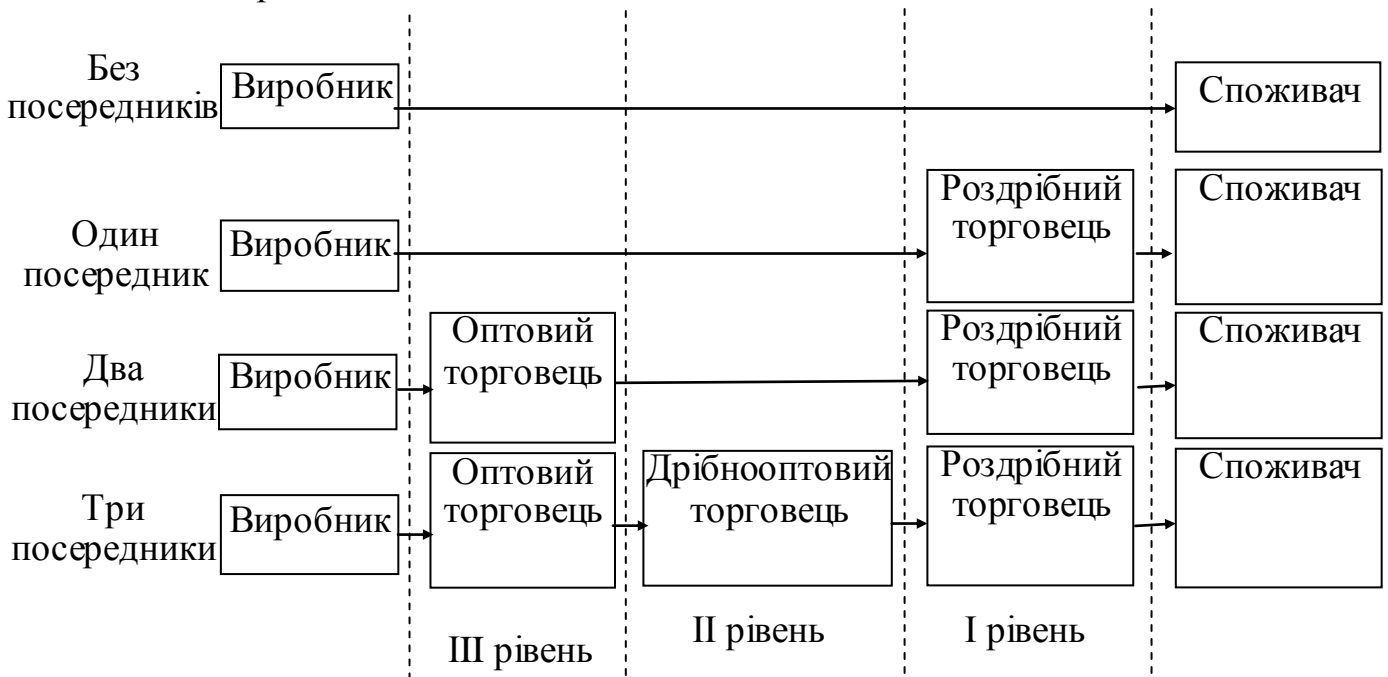 Без
посередників
Виробник
Споживач
Один
посередник
Виробник
Роздрібний
торговець
Споживач
Два
посередники
Виробник
Оптовий
торговець
Роздрібний
торговець
Споживач
Три
посередники
Виробник
Оптовий
торговець
Дрібнооптовий
торговець
Роздрібний
торговець
Споживач
III рівень
II рівень
I рівень